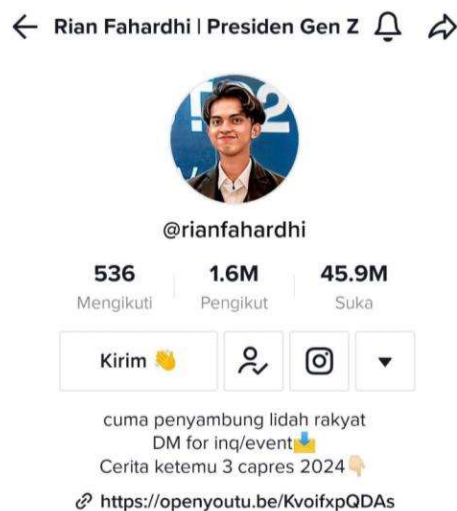 Rian Fahardhi | Presiden Gen Z
@rianfahardhi
536 1.6M 45.9M
Mengikuti Pengikut Suka
Kirim 👋
cuma penyambung lidah rakyat
DM for inq/event📩
Cerita ketemu 3 capres 2024👇🏻
https://openyoutu.be/KvoifxpQDAs